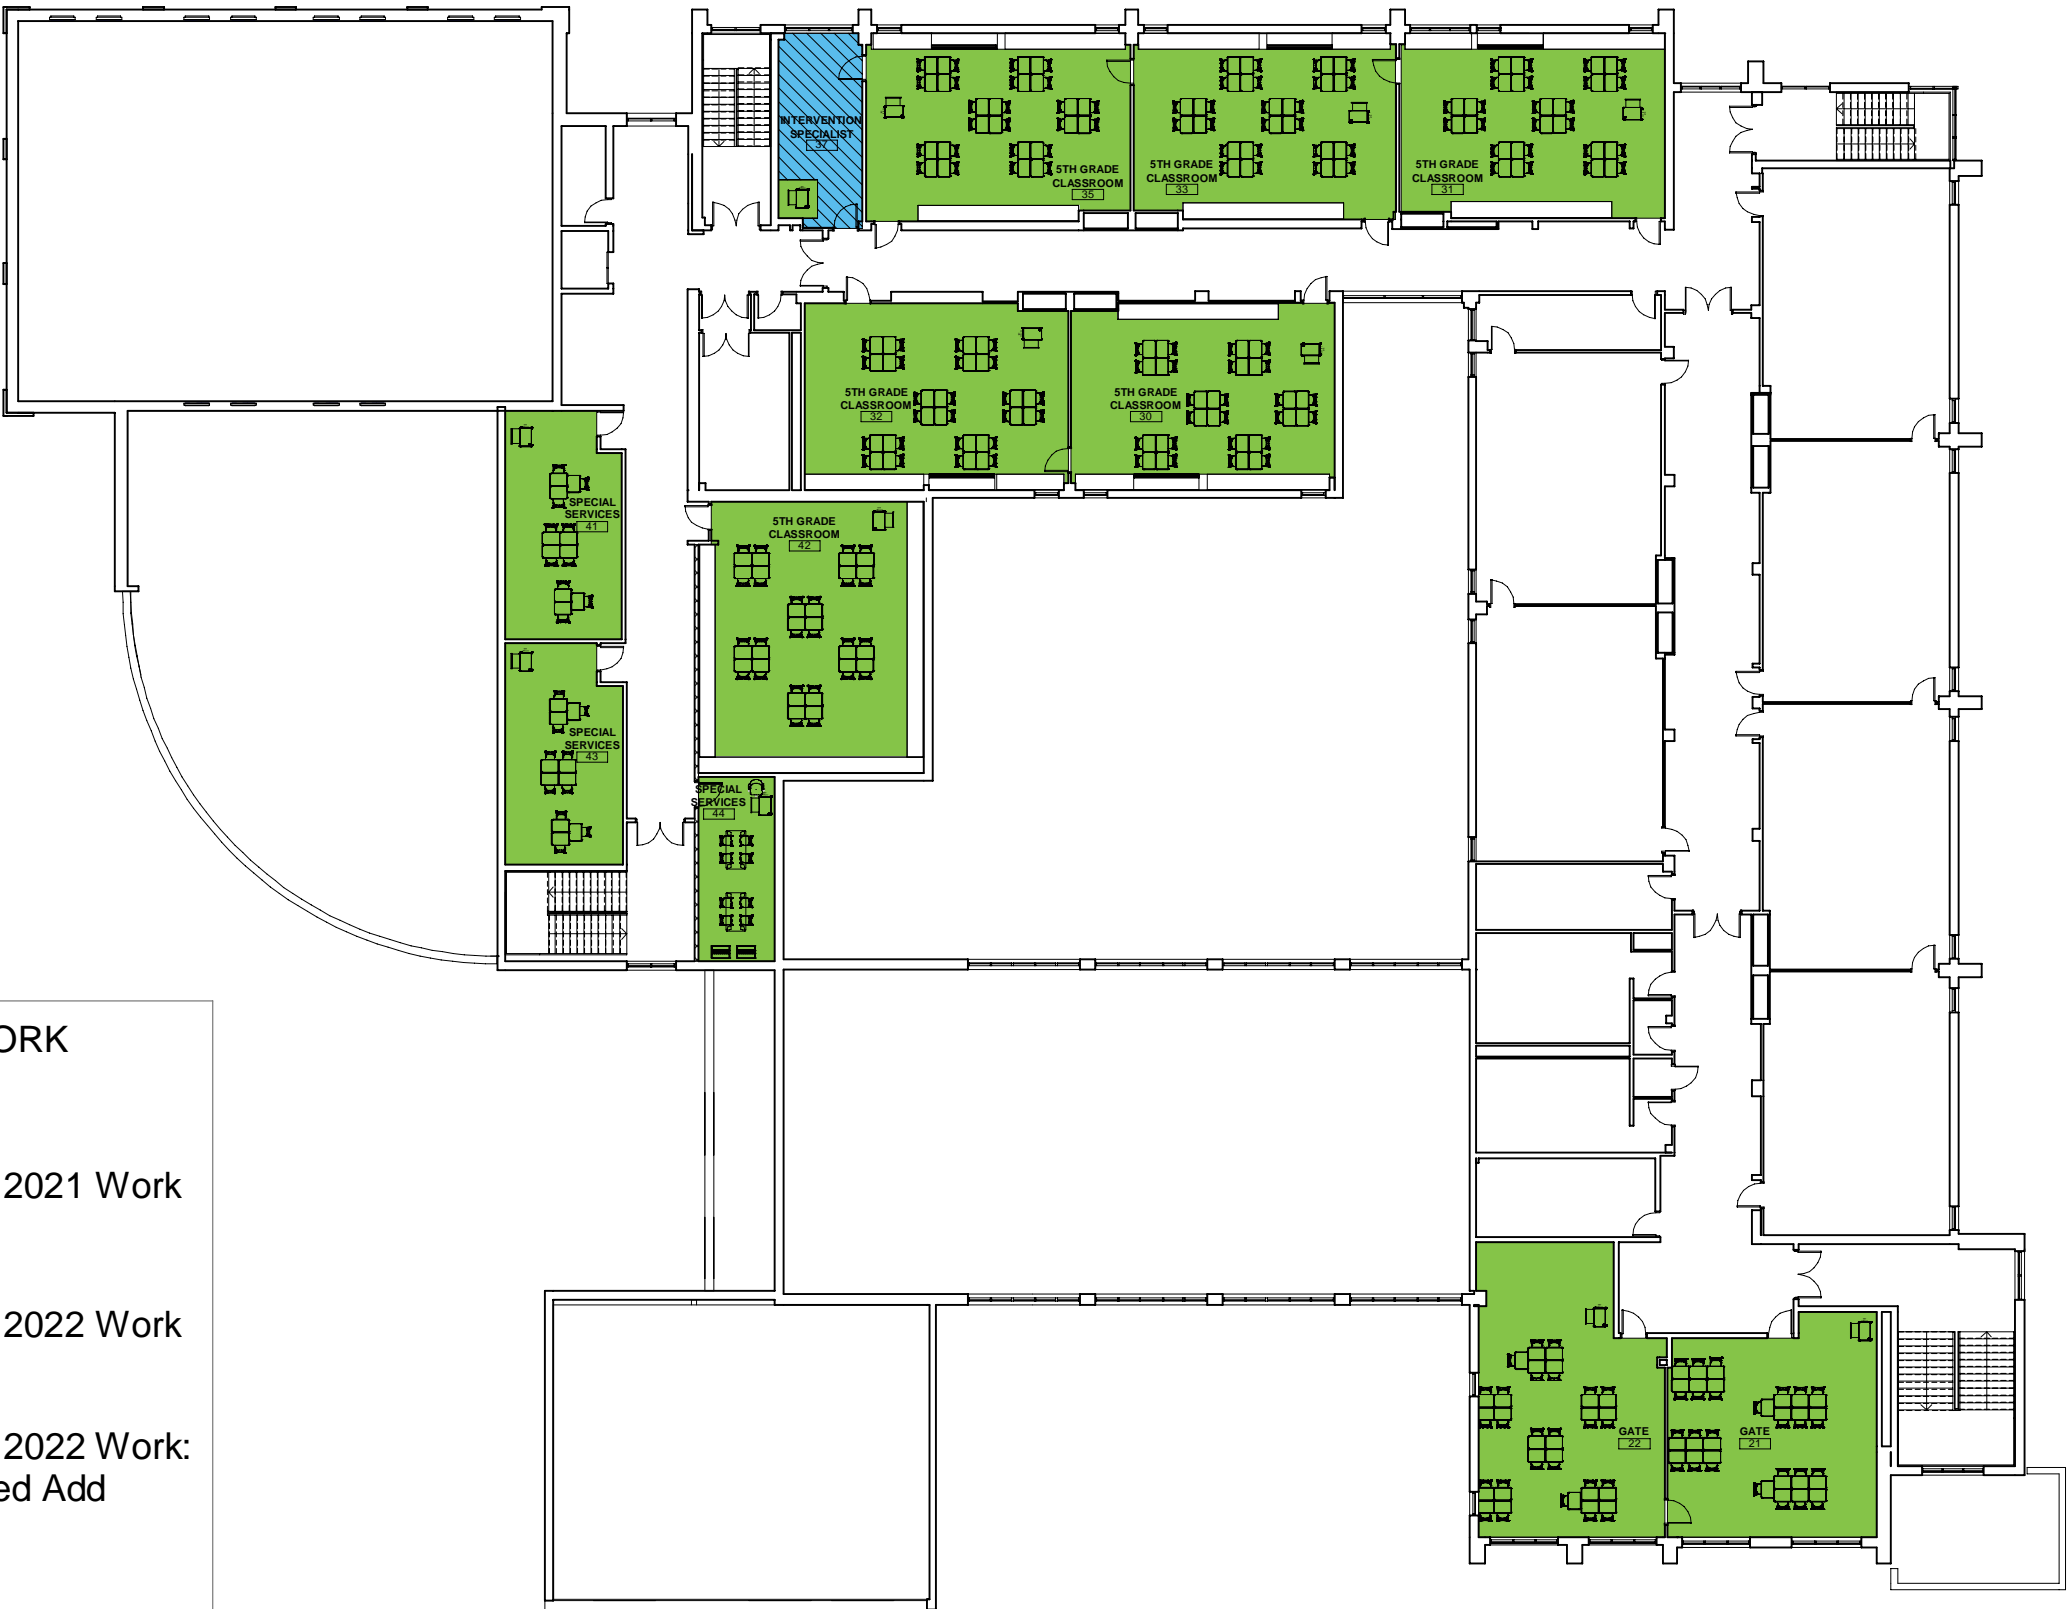 INTERVENTION
SPECIALIST
37
5TH GRADE
CLASSROOM
35
5TH GRADE
CLASSROOM
33
5TH GRADE
CLASSROOM
31
5TH GRADE
CLASSROOM
32
5TH GRADE
CLASSROOM
30
SPECIAL
SERVICES
41
5TH GRADE
CLASSROOM
42
SPECIAL
SERVICES
43
SPECIAL
SERVICES
44
ORK
2021 Work
2022 Work
2022 Work:
ed Add
GATE
22
GATE
21